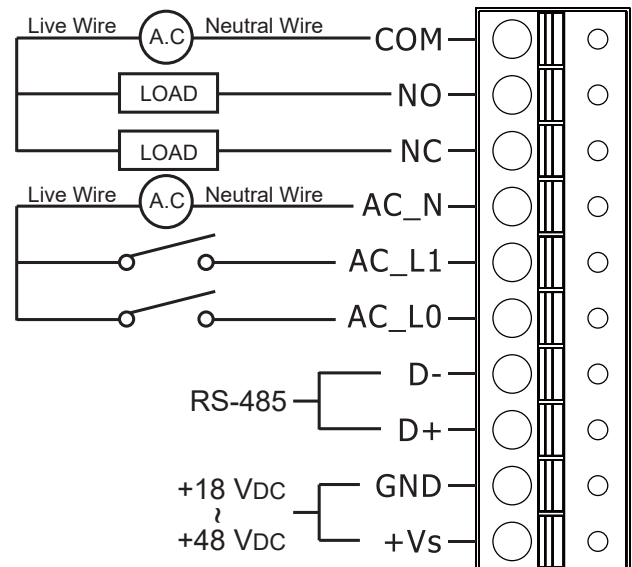 Live Wire A.C Neutral Wire COM
LOAD NO
LOAD NC
Live Wire A.C Neutral Wire AC_N
AC_L1
AC_L0
D-
RS-485
D+
+18 VDC GND
~
+48 VDC +Vs